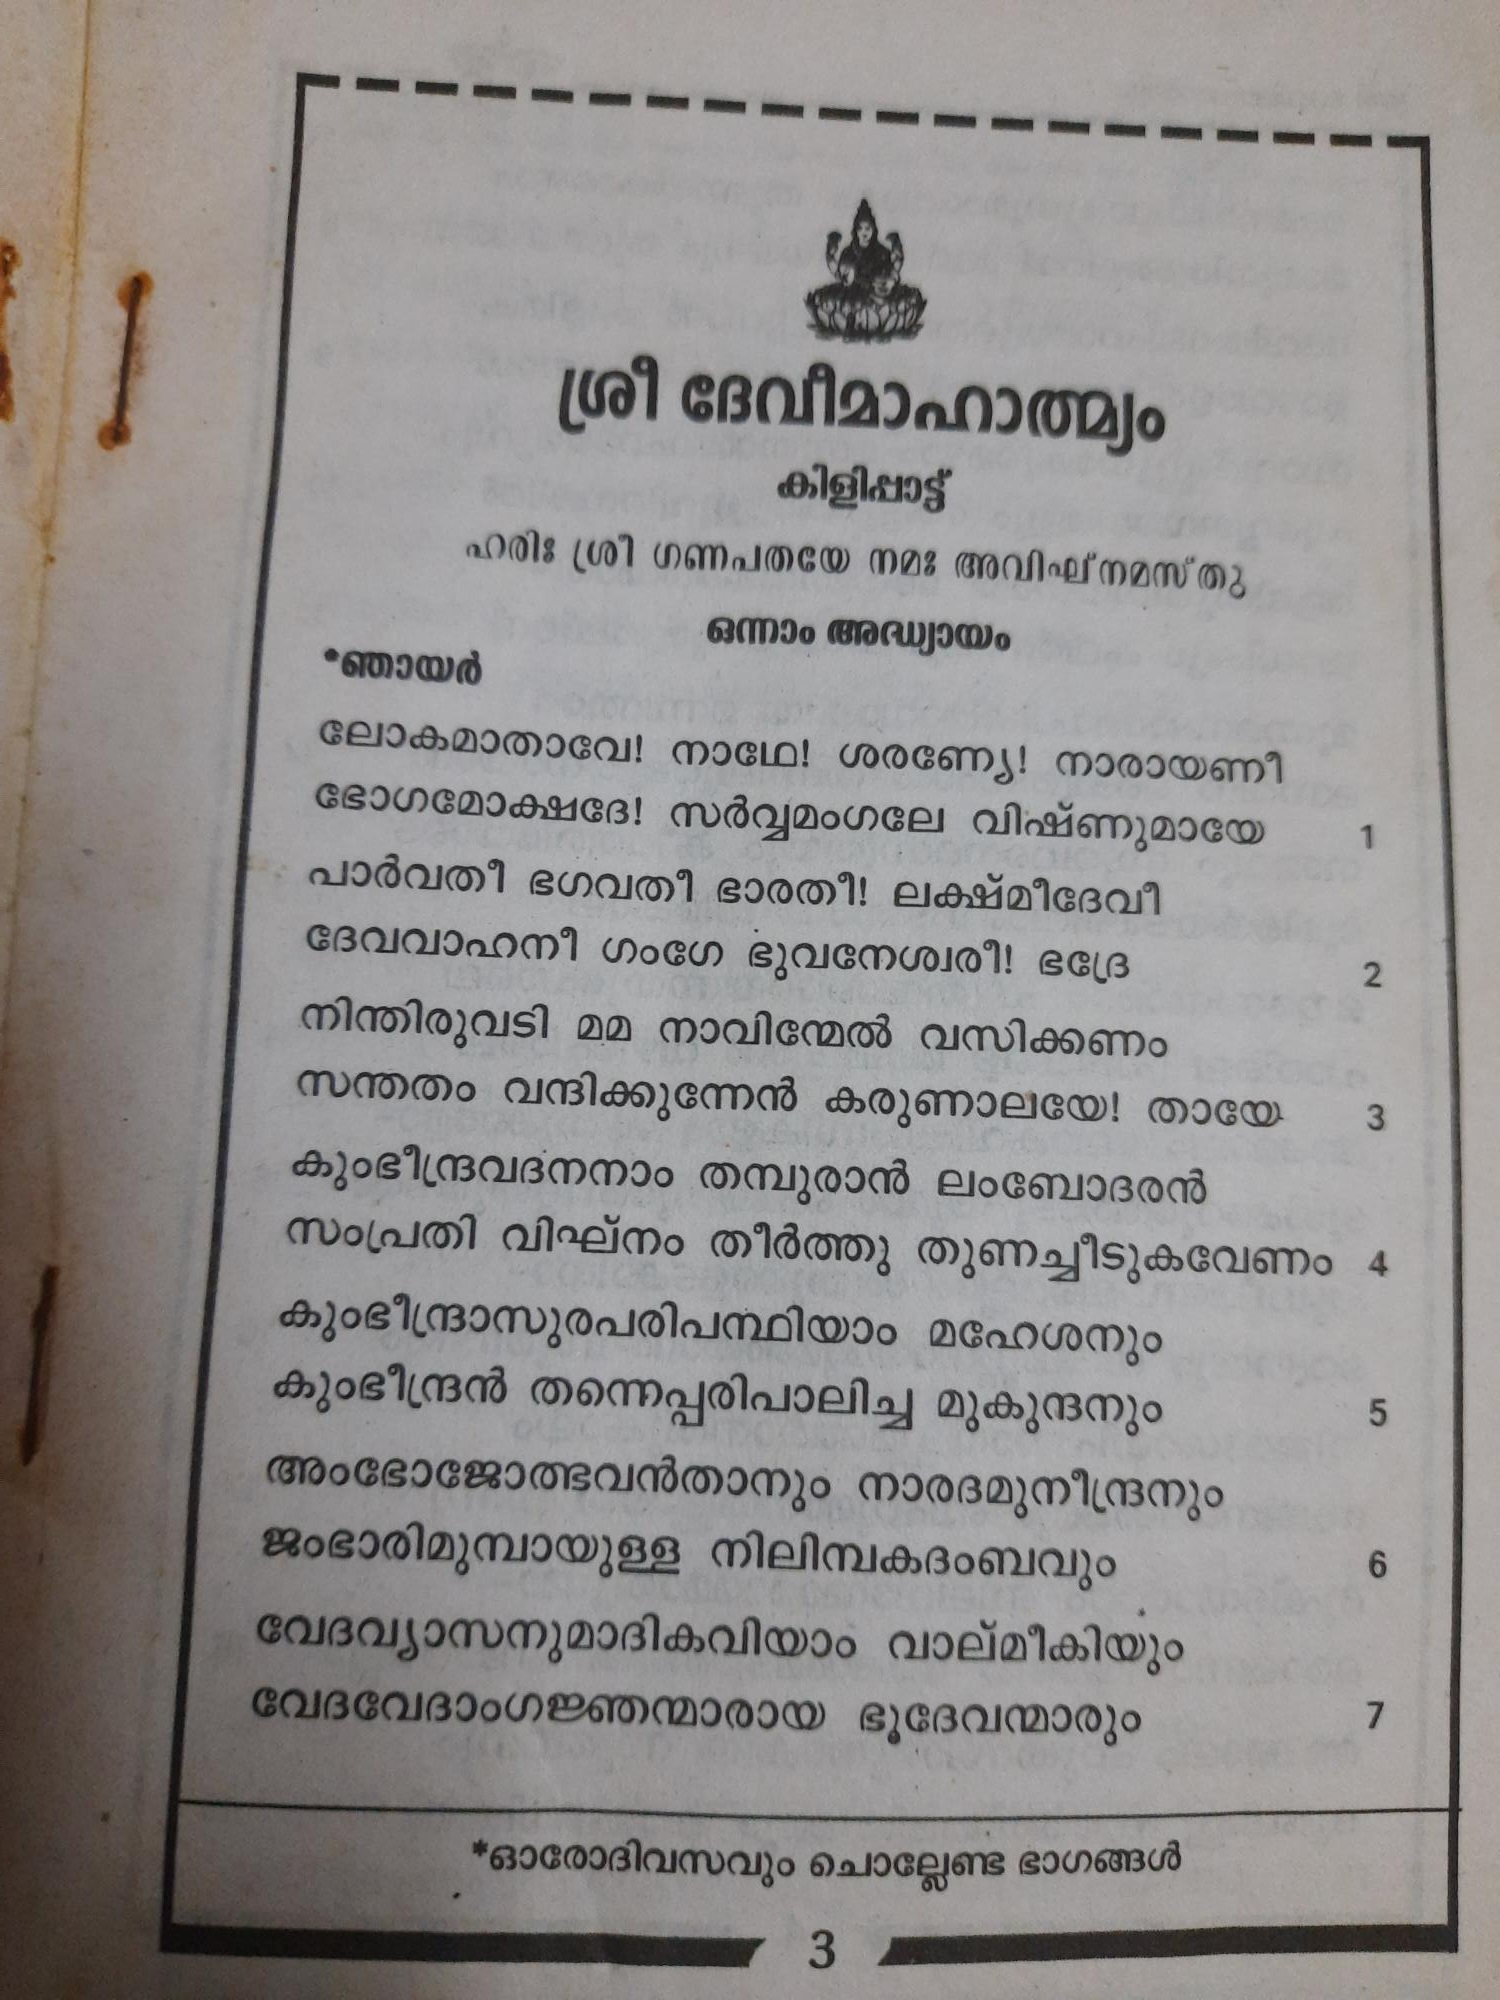 ശ്രീ ദേവീമാഹാത്മ്യം
കിളിപ്പാട്ട്
ഹരിഃ ശ്രീ ഗണപതയേ നമഃ അവിഘ്നമസ്തു
ഒന്നാം അദ്ധ്യായം
*ഞായർ
ലോകമാതാവേ! നാഥേ! ശരണ്യേ! നാരായണീ
ഭോഗമോക്ഷദേ! സർവ്വമംഗലേ വിഷ്ണുമായേ 1
പാർവതീ ഭഗവതീ ഭാരതീ! ലക്ഷ്മീദേവീ
ദേവവാഹനീ ഗംഗേ ഭുവനേശ്വരീ! ഭദ്രേ 2
നിന്തിരുവടി മമ നാവിന്മേൽ വസിക്കണം
സന്തതം വന്ദിക്കുന്നേൻ കരുണാലയേ! തായേ 3
കുംഭീന്ദ്രവദനനാം തമ്പുരാൻ ലംബോദരൻ
സംപ്രതി വിഘ്നം തീർത്തു തുണച്ചീടുകവേണം 4
കുംഭീന്ദ്രാസുരപരിപന്ഥിയാം മഹേശനും
കുംഭീന്ദ്രൻ തന്നെപ്പരിപാലിച്ച മുകുന്ദനും 5
അംഭോജോത്ഭവൻതാനും നാരദമുനീന്ദ്രനും
ജംഭാരിമുമ്പായുള്ള നിലിമ്പകദംബവും 6
വേദവ്യാസനുമാദികവിയാം വാല്മീകിയും
വേദവേദാംഗജ്ഞന്മാരായ ഭൂദേവന്മാരും 7
*ഓരോദിവസവും ചൊല്ലേണ്ട ഭാഗങ്ങൾ
3